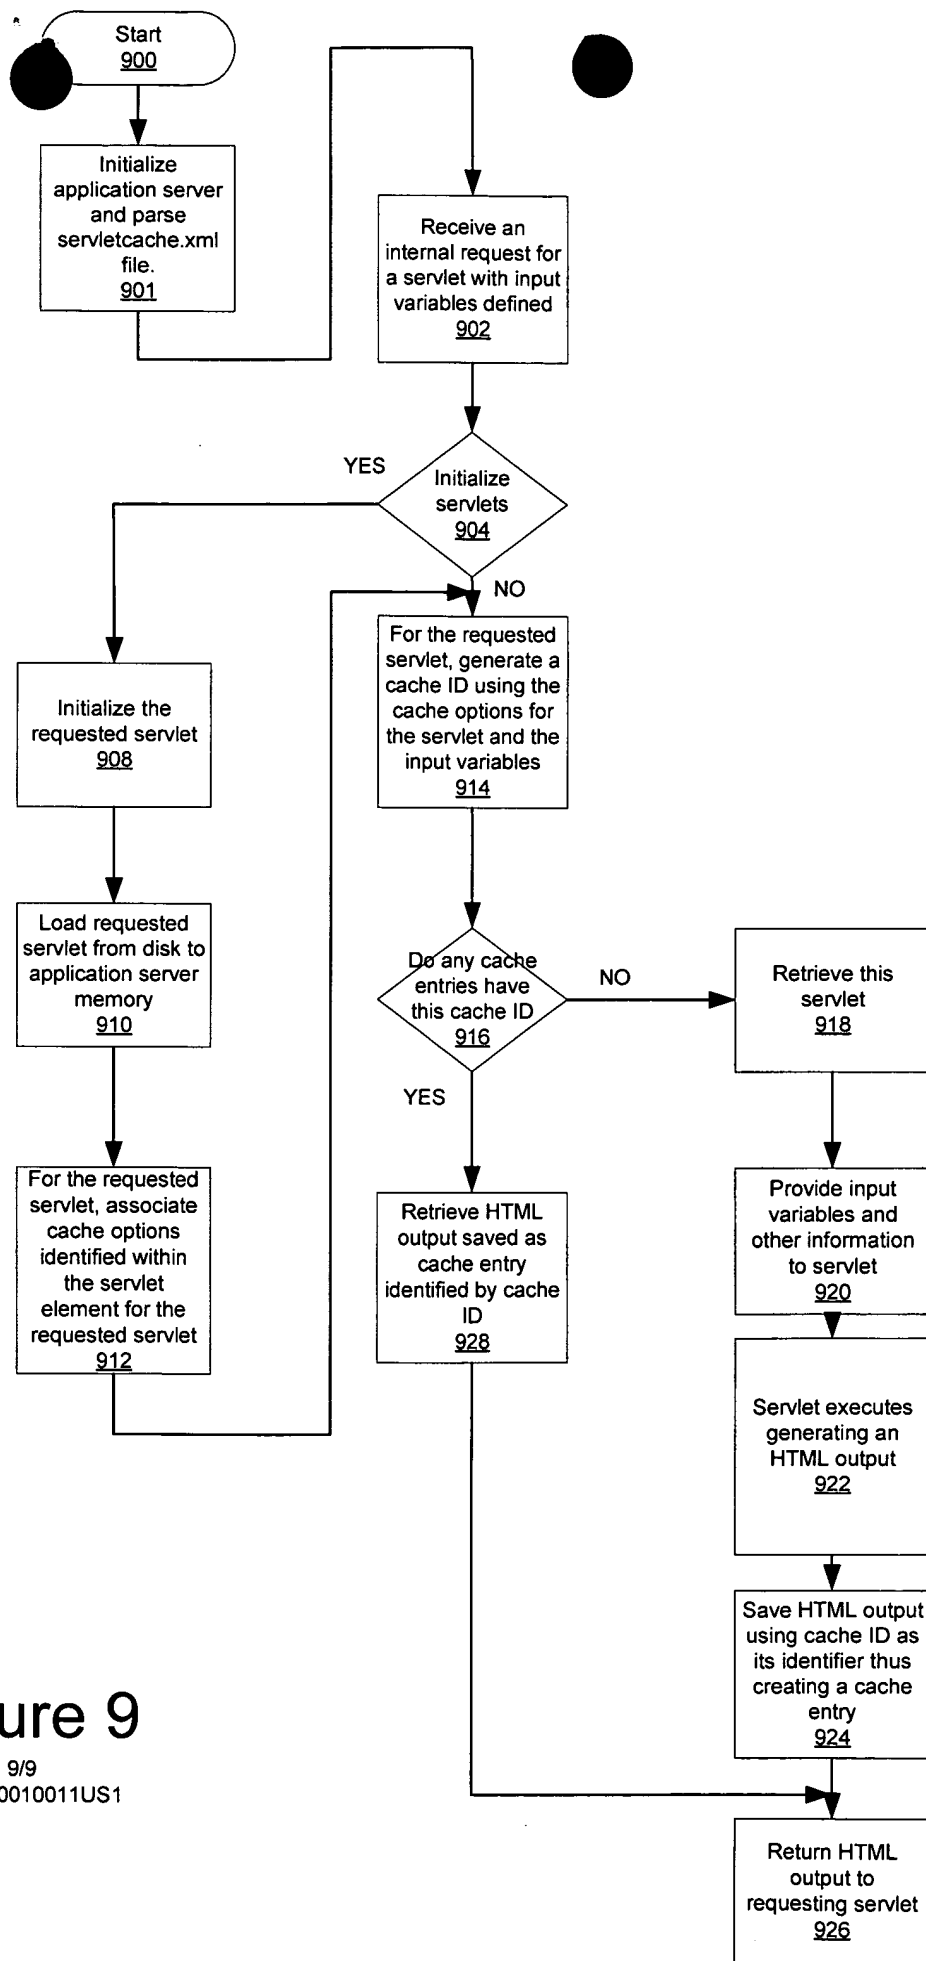 Start
900
Initialize
application server
and parse
servletcache.xml
file.
901
Receive an
internal request for
a servlet with input
variables defined
902
YES
Initialize
servlets
904
NO
For the requested
servlet, generate a
cache ID using the
cache options for
the servlet and the
input variables
914
Initialize the
requested servlet
908
Load requested
servlet from disk to
application server
memory
910
Do any cache
entries have
this cache ID
916
NO
YES
Retrieve this
servlet
918
For the requested
servlet, associate
cache options
identified within
the servlet
element for the
requested servlet
912
Retrieve HTML
output saved as
cache entry
identified by cache
ID
928
Provide input
variables and
other information
to servlet
920
Servlet executes
generating an
HTML output
922
Save HTML output
using cache ID as
its identifier thus
creating a cache
entry
924
Return HTML
output to
requesting servlet
926
ure 9
9/9
0010011US1